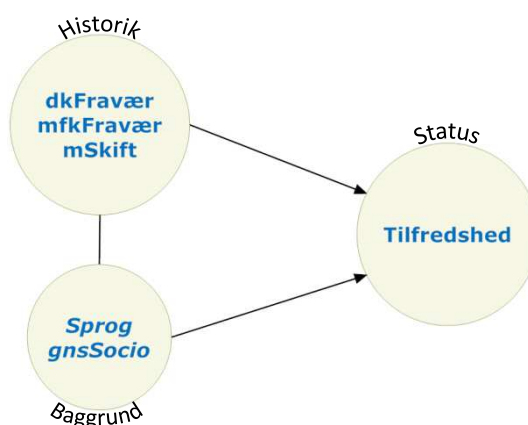 Historik
dkFravær
mfkFravær
mSkift
Status
Tilfredshed
Sprog
gnsSocio
Baggrund